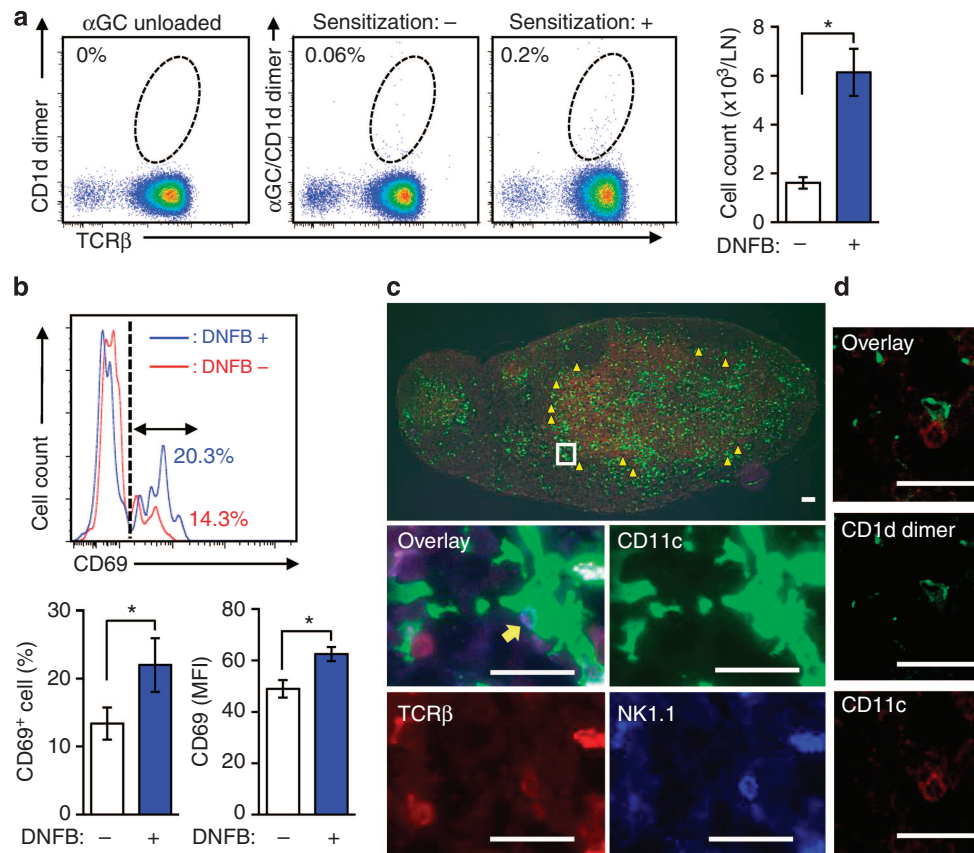 a
αGC unloaded
Sensitization: –
Sensitization: +
CD1d dimer
0%
αGC/CD1d dimer
0.06%
0.2%
TCRβ
Cell count (x10³/LN)
8
6
4
2
0
*
DNFB: – +
b
: DNFB +
: DNFB –
20.3%
14.3%
Cell count
CD69
CD69⁺ cell (%)
30
20
10
0
*
DNFB: – +
CD69 (MFI)
80
60
40
20
0
*
DNFB: – +
c
Overlay
CD11c
TCRβ
NK1.1
d
Overlay
CD1d dimer
CD11c